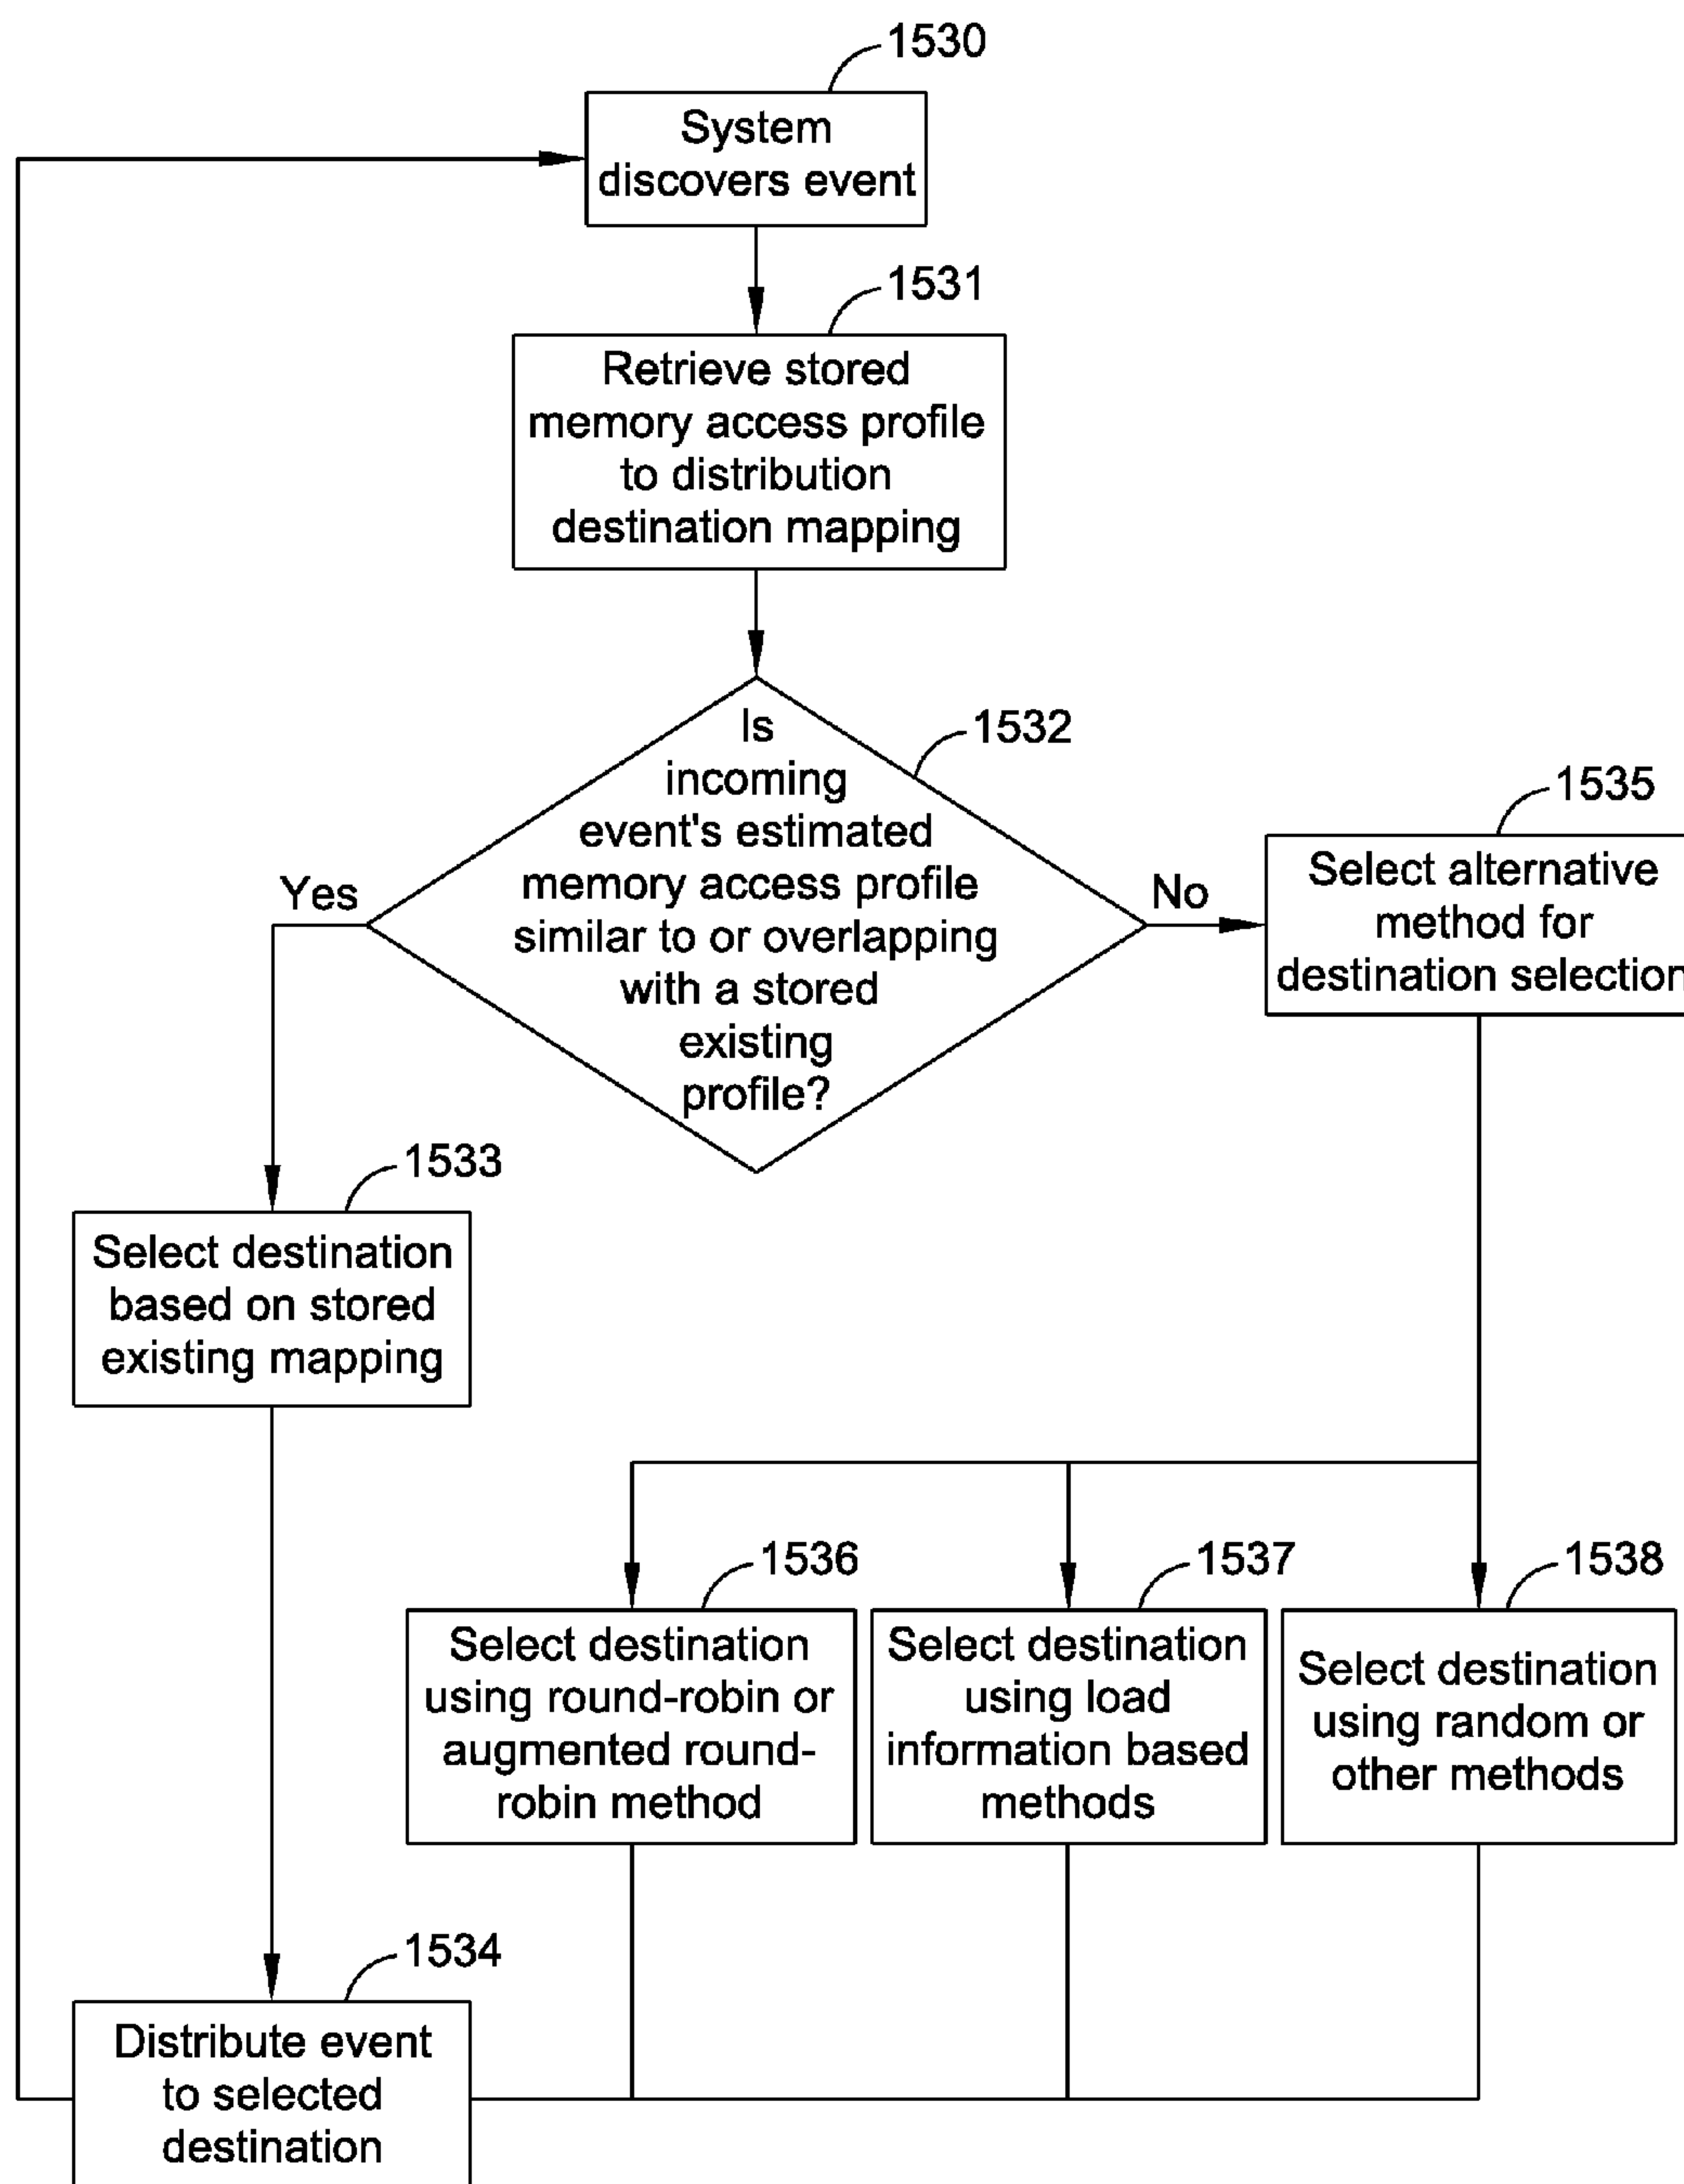 1530
System
discovers event
1531
Retrieve stored
memory access profile
to distribution
destination mapping
1532
Is
incoming
event's estimated
memory access profile
similar to or overlapping
with a stored
existing
profile?
Yes
No
1535
Select alternative
method for
destination selection
1533
Select destination
based on stored
existing mapping
1536
Select destination
using round-robin or
augmented round-
robin method
1537
Select destination
using load
information based
methods
1538
Select destination
using random or
other methods
1534
Distribute event
to selected
destination